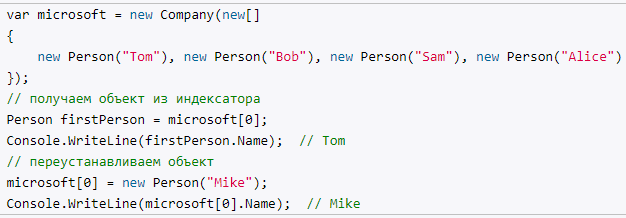 var microsoft = new Company(new[]
{
    new Person("Tom"), new Person("Bob"), new Person("Sam"), new Person("Alice")
});
// получаем объект из индексатора
Person firstPerson = microsoft[0];
Console.WriteLine(firstPerson.Name);  // Tom
// переустанавливаем объект
microsoft[0] = new Person("Mike");
Console.WriteLine(microsoft[0].Name);  // Mike